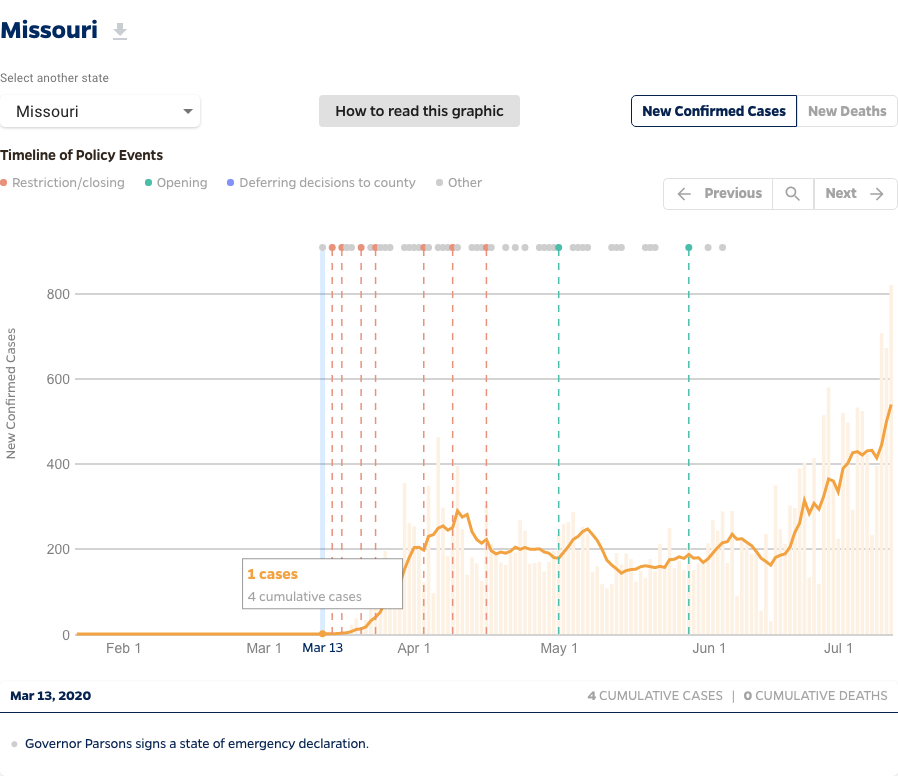 Missouri
Select another state
Missouri
How to read this graphic
New Confirmed Cases
New Deaths
Timeline of Policy Events
Restriction/closing
Opening
Deferring decisions to county
Other
Previous
Next
New Confirmed Cases
800
600
400
200
0
1 cases
4 cumulative cases
Feb 1
Mar 1
Mar 13
Apr 1
May 1
Jun 1
Jul 1
Mar 13, 2020
4 CUMULATIVE CASES | 0 CUMULATIVE DEATHS
Governor Parsons signs a state of emergency declaration.